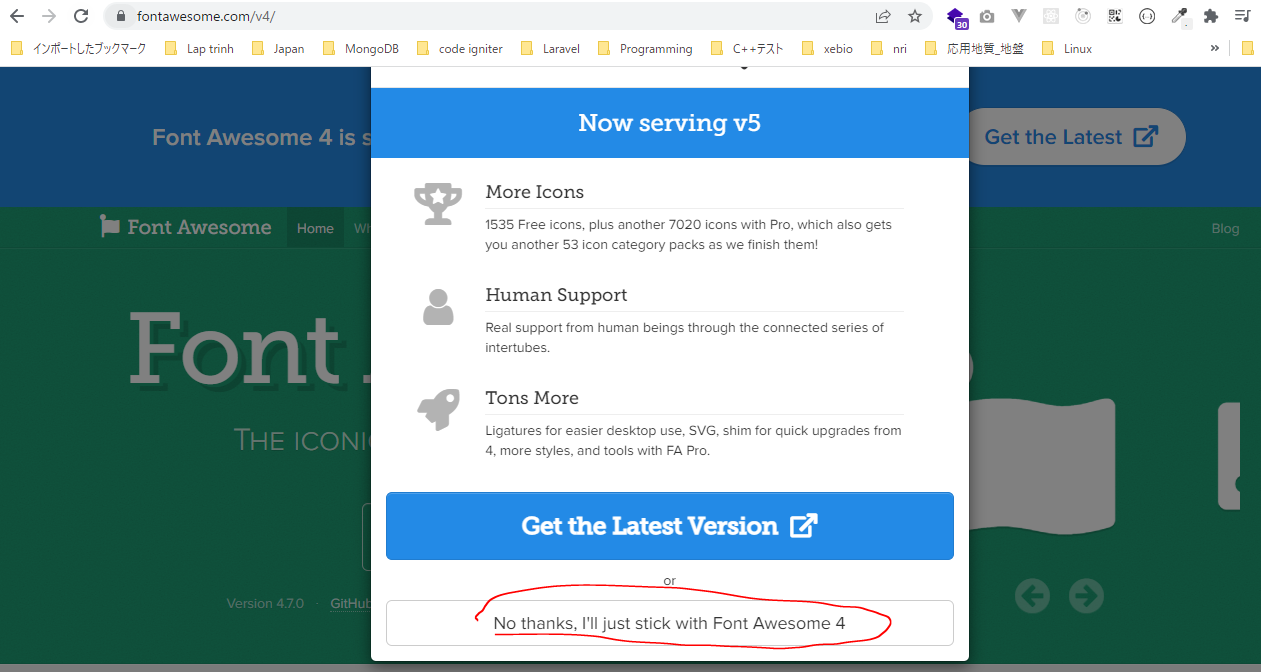 fontawesome.com/v4/
30
インポートしたブックマーク Lap trinh Japan MongoDB code igniter Laravel Programming C++テスト xebio nri 応用地質_地盤 Linux »
Font Awesome 4 is s
Get the Latest
Now serving v5
Font Awesome Home Wh
Blog
More Icons
1535 Free icons, plus another 7020 icons with Pro, which also gets
you another 53 icon category packs as we finish them!
Human Support
Real support from human beings through the connected series of
intertubes.
Font
Tons More
Ligatures for easier desktop use, SVG, shim for quick upgrades from
4, more styles, and tools with FA Pro.
THE ICONI
Get the Latest Version
or
No thanks, I'll just stick with Font Awesome 4
Version 4.7.0 · GitHub